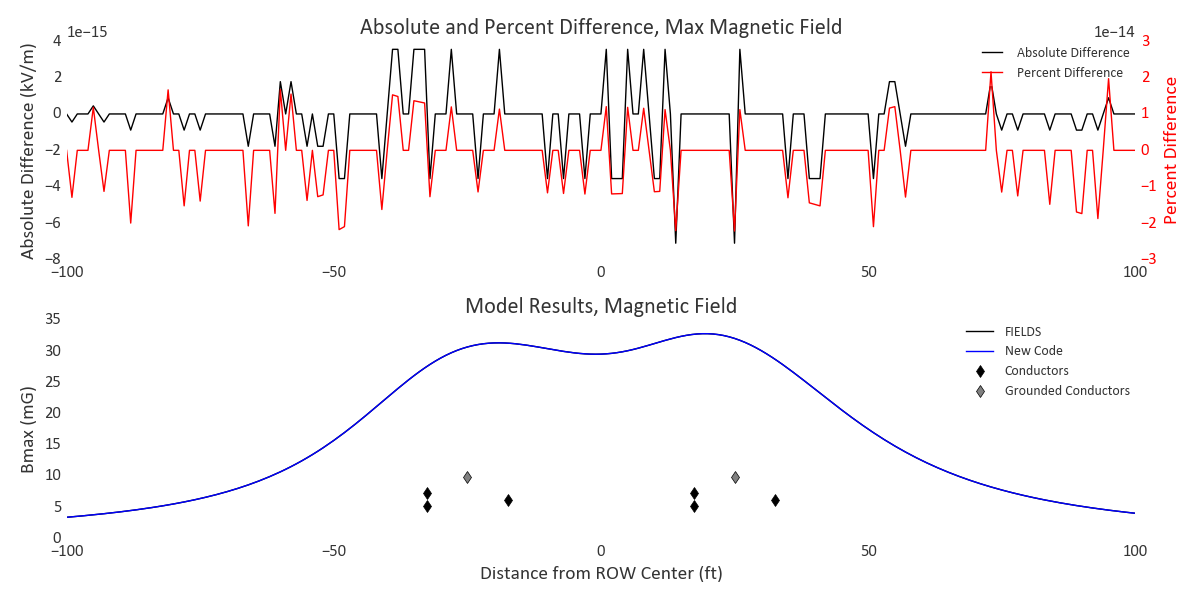 Absolute and Percent Difference, Max Magnetic Field
1e−15
1e−14
4
2
0
−2
−4
−6
−8
Absolute Difference (kV/m)
3
2
1
0
−1
−2
−3
Percent Difference
Absolute Difference
Percent Difference
−100
−50
0
50
100
Model Results, Magnetic Field
35
30
25
20
15
10
5
0
Bmax (mG)
FIELDS
New Code
Conductors
Grounded Conductors
−100
−50
0
50
100
Distance from ROW Center (ft)